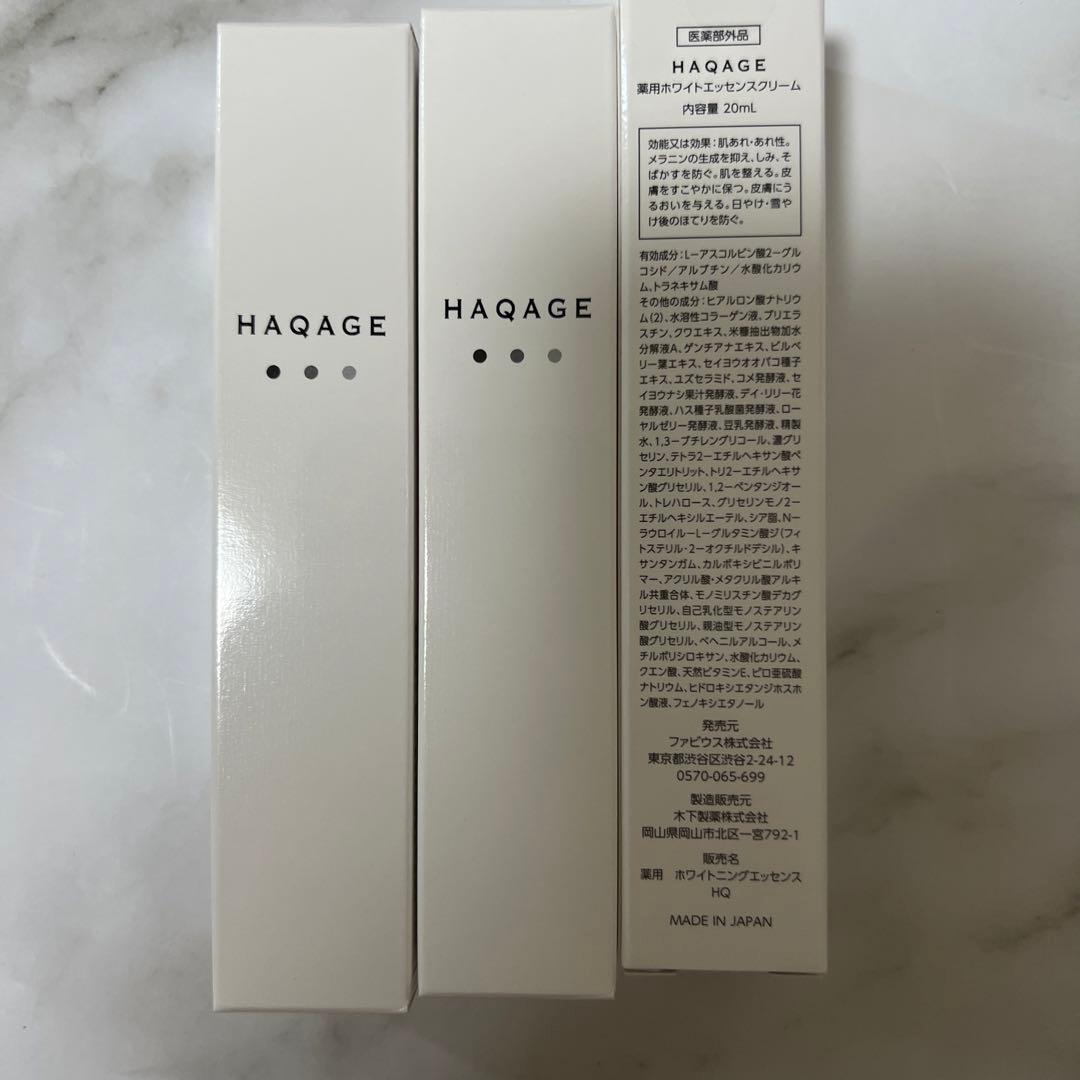 HAQAGE
HAQAGE
医薬部外品
HAQAGE
薬用ホワイトエッセンスクリーム
内容量 20mL
効能又は効果：肌あれ・あれ性。
メラニンの生成を抑え、しみ、そ
ばかすを防ぐ。肌を整える。皮
膚をすこやかに保つ。皮膚にう
るおいを与える。日やけ・雪や
け後のほてりを防ぐ。
有効成分：L－アスコルビン酸2－グル
コシド／アルブチン／水酸化カリウ
ム、トラネキサム酸
その他の成分：ヒアルロン酸ナトリウ
ム(2)、水溶性コラーゲン液、プリエラ
スチン、クワエキス、米糠抽出物加水
分解液A、ゲンチアナエキス、ビルベ
リー葉エキス、セイヨウオオバコ種子
エキス、ユズセラミド、コメ発酵液、セ
イヨウナシ果汁発酵液、デイ・リリー花
発酵液、ハス種子乳酸菌発酵液、ロー
ヤルゼリー発酵液、豆乳発酵液、精製
水、1,3－ブチレングリコール、濃グリ
セリン、テトラ2－エチルヘキサン酸ペ
ンタエリトリット、トリ2－エチルヘキサ
ン酸グリセリル、1,2－ペンタンジオー
ル、トレハロース、グリセリンモノ2－
エチルヘキシルエーテル、シア脂、N－
ラウロイル－L－グルタミン酸ジ(フィ
トステリル・2－オクチルドデシル)、キ
サンタンガム、カルボキシビニルポリ
マー、アクリル酸・メタクリル酸アルキ
ル共重合体、モノミリスチン酸デカグ
リセリル、自己乳化型モノステアリン
酸グリセリル、親油型モノステアリン
酸グリセリル、ベヘニルアルコール、メ
チルポリシロキサン、水酸化カリウム、
クエン酸、天然ビタミンE、ピロ亜硫酸
ナトリウム、ヒドロキシエタンジホスホ
ン酸液、フェノキシエタノール
発売元
ファビウス株式会社
東京都渋谷区渋谷2-24-12
0570-065-699
製造販売元
木下製薬株式会社
岡山県岡山市北区一宮792-1
販売名
薬用　ホワイトニングエッセンス
HQ
MADE IN JAPAN